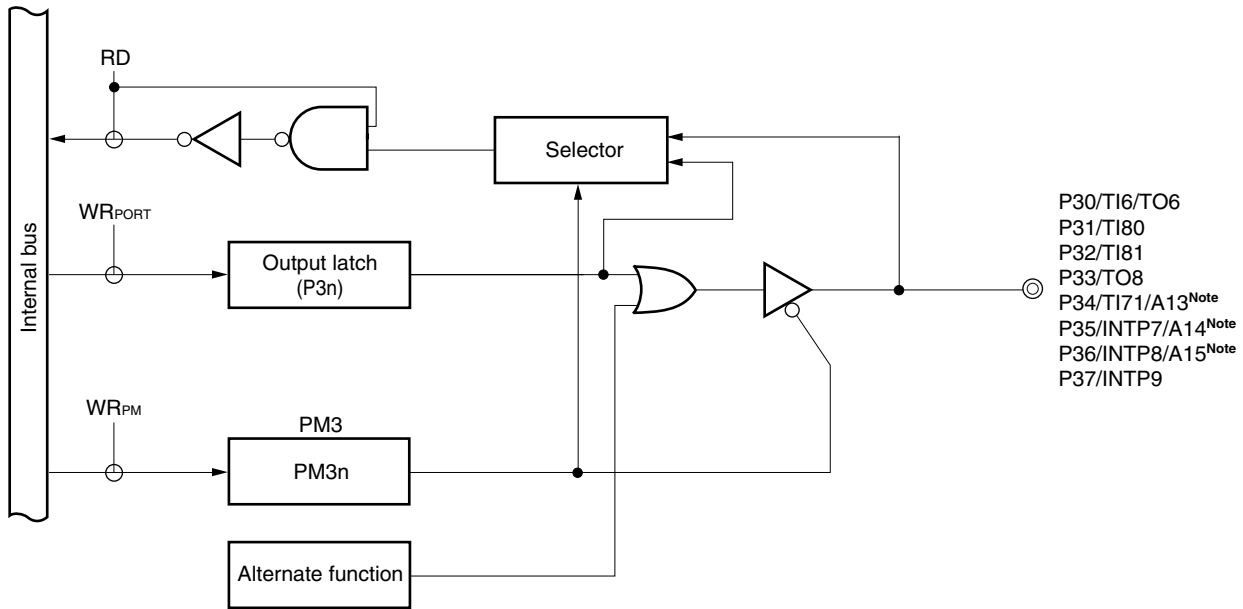 RD
Selector
Internal bus
WRPORT
Output latch
(P3n)
WRPM
PM3
PM3n
Alternate function
P30/TI6/TO6
P31/TI80
P32/TI81
P33/TO8
P34/TI71/A13Note
P35/INTP7/A14Note
P36/INTP8/A15Note
P37/INTP9